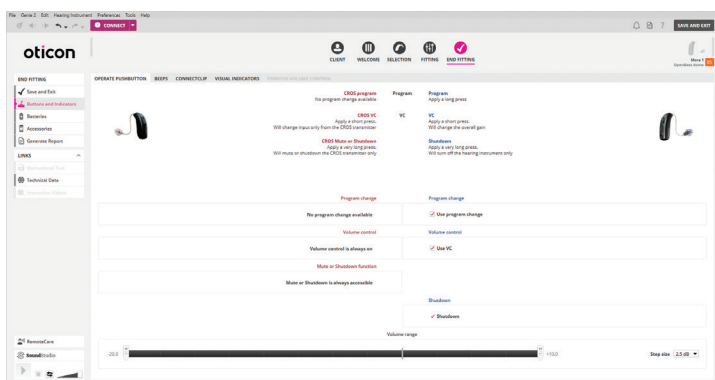 File Genie 2 Edit Hearing Instrument Preferences Tools Help
CONNECT
SAVE AND EXIT
oticon
CLIENT WELCOME SELECTION FITTING END FITTING
More 1
END FITTING
Save and Exit
Buttons and Indicators
Batteries
Accessories
Generate Report
LINKS
Technical Data
RemoteCare
SoundStudio
OPERATE PUSHBUTTON BEEPS CONNECTCLIP VISUAL INDICATORS
CROS program Program Program
No program change available Apply a long press
CROS VC VC VC
Apply a short press. Apply a short press.
Will change input only from the CROS transmitter Will change the overall gain
CROS Mute or Shutdown Shutdown
Apply a very long press. Apply a very long press.
Will mute or shutdown the CROS transmitter only Will turn off the hearing instrument only
Program change Program change
No program change available Use program change
Volume control Volume control
Volume control is always on Use VC
Mute or Shutdown function
Mute or Shutdown is always accessible
Shutdown
Shutdown
Volume range
-20.0 +10.0 Step size 2.5 dB